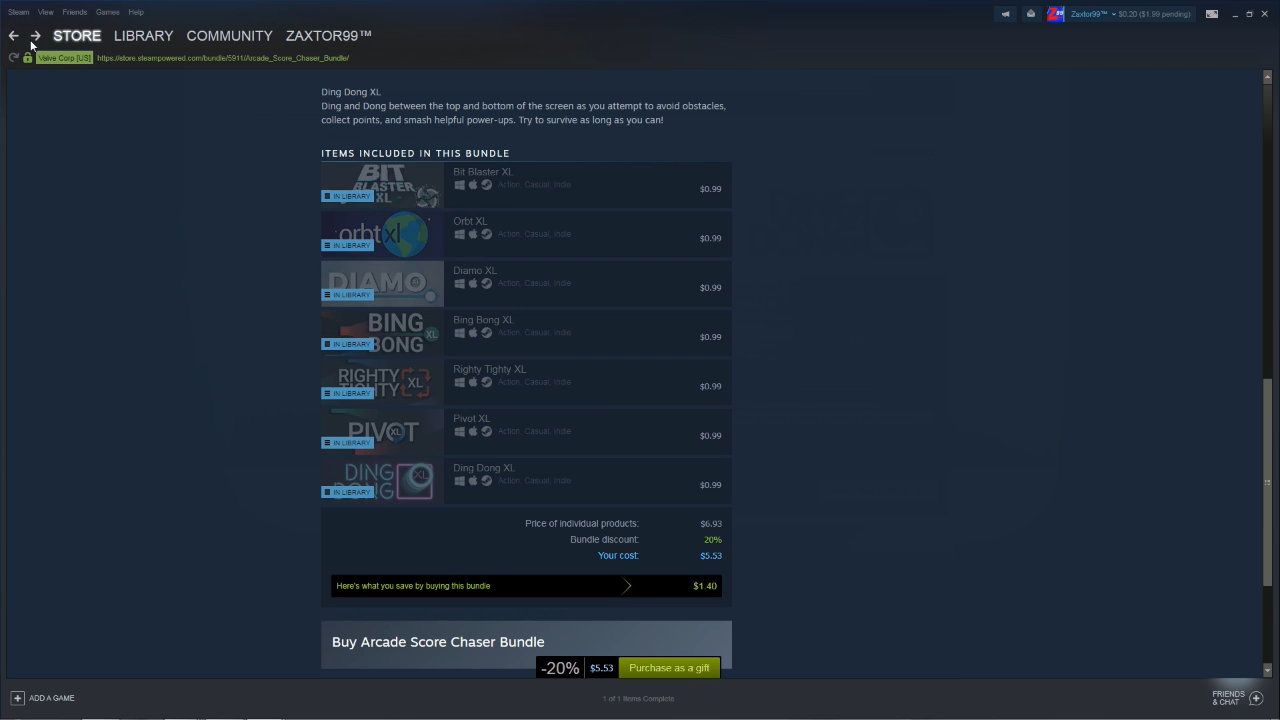 Steam View Friends Games Help
Zaxtor99™ $0.20 ($1.99 pending)
STORE LIBRARY COMMUNITY ZAXTOR99™
Valve Corp [US] https://store.steampowered.com/bundle/5911/Arcade_Score_Chaser_Bundle/
Ding Dong XL
Ding and Dong between the top and bottom of the screen as you attempt to avoid obstacles,
collect points, and smash helpful power-ups. Try to survive as long as you can!
ITEMS INCLUDED IN THIS BUNDLE
BIT BLASTER XL
IN LIBRARY
Bit Blaster XL
Action, Casual, Indie
$0.99
orbtxl
IN LIBRARY
Orbt XL
Action, Casual, Indie
$0.99
DIAMO
IN LIBRARY
Diamo XL
Action, Casual, Indie
$0.99
BING BONG XL
IN LIBRARY
Bing Bong XL
Action, Casual, Indie
$0.99
RIGHTY TIGHTY XL
IN LIBRARY
Righty Tighty XL
Action, Casual, Indie
$0.99
PIVOT XL
IN LIBRARY
Pivot XL
Action, Casual, Indie
$0.99
DING DONG XL
IN LIBRARY
Ding Dong XL
Action, Casual, Indie
$0.99
Price of individual products: $6.93
Bundle discount: 20%
Your cost: $5.53
Here's what you save by buying this bundle $1.40
Buy Arcade Score Chaser Bundle
-20% $5.53 Purchase as a gift
ADD A GAME
1 of 1 Items Complete
FRIENDS
& CHAT